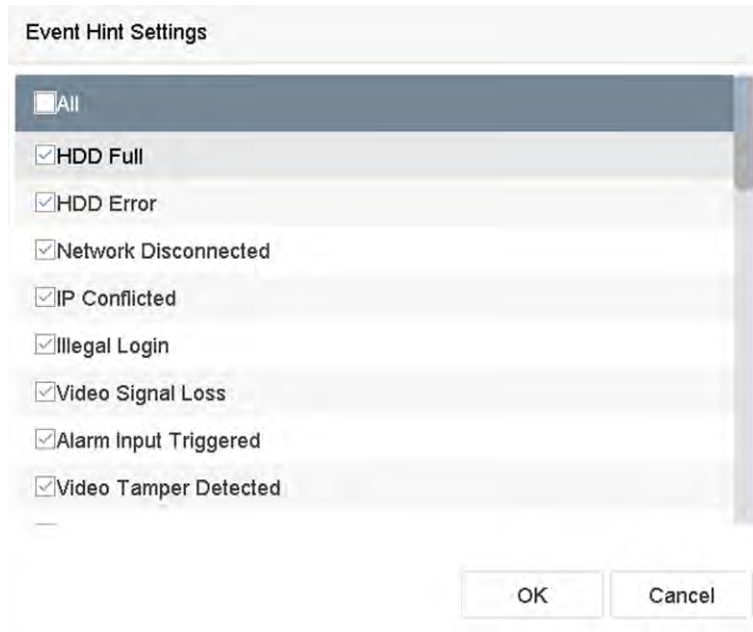 Event Hint Settings
All
HDD Full
HDD Error
Network Disconnected
IP Conflicted
Illegal Login
Video Signal Loss
Alarm Input Triggered
Video Tamper Detected
OK
Cancel